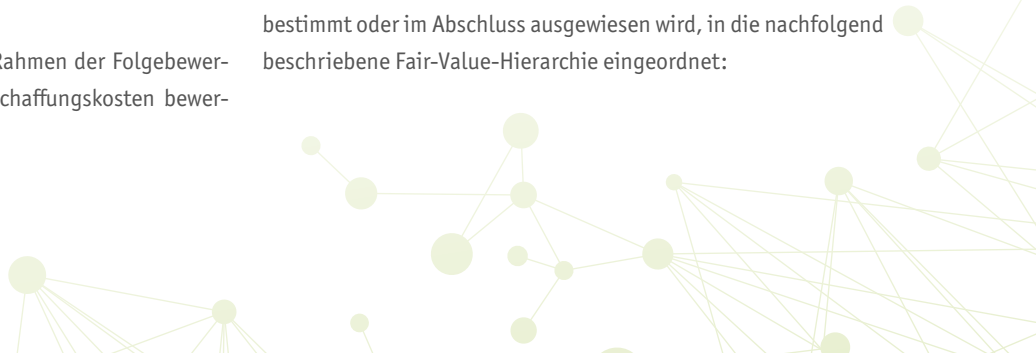 Rahmen der Folgebewer-
schaffungskosten bewer-
bestimmt oder im Abschluss ausgewiesen wird, in die nachfolgend
beschriebene Fair-Value-Hierarchie eingeordnet: